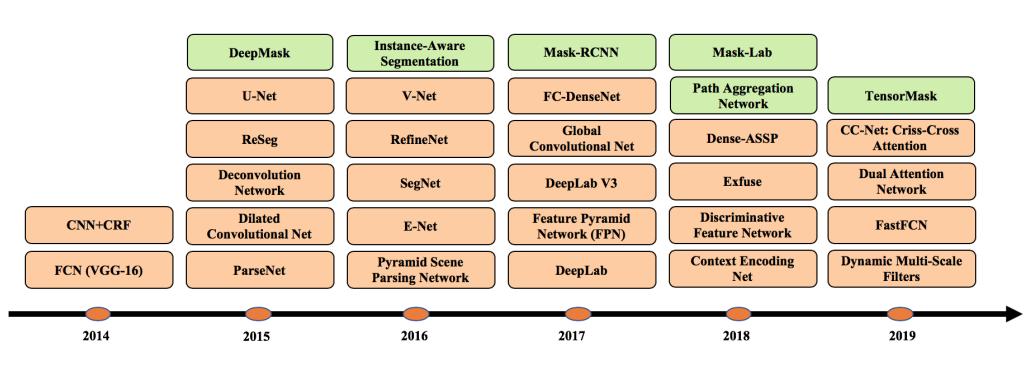 CNN+CRF
FCN (VGG-16)
DeepMask
U-Net
ReSeg
Deconvolution
Network
Dilated
Convolutional Net
ParseNet
Instance-Aware
Segmentation
V-Net
RefineNet
SegNet
E-Net
Pyramid Scene
Parsing Network
Mask-RCNN
FC-DenseNet
Global
Convolutional Net
DeepLab V3
Feature Pyramid
Network (FPN)
DeepLab
Mask-Lab
Path Aggregation
Network
Dense-ASSP
Exfuse
Discriminative
Feature Network
Context Encoding
Net
TensorMask
CC-Net: Criss-Cross
Attention
Dual Attention
Network
FastFCN
Dynamic Multi-Scale
Filters
2014
2015
2016
2017
2018
2019